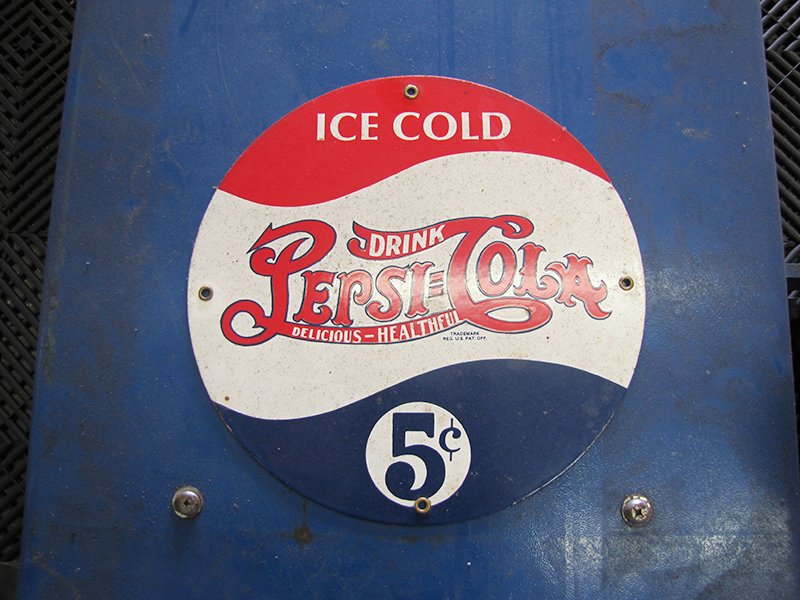 ICE COLD
DRINK
PEPSI=COLA
DELICIOUS-HEALTHFUL
TRADEMARK
REG. U.S. PAT. OFF.
5¢